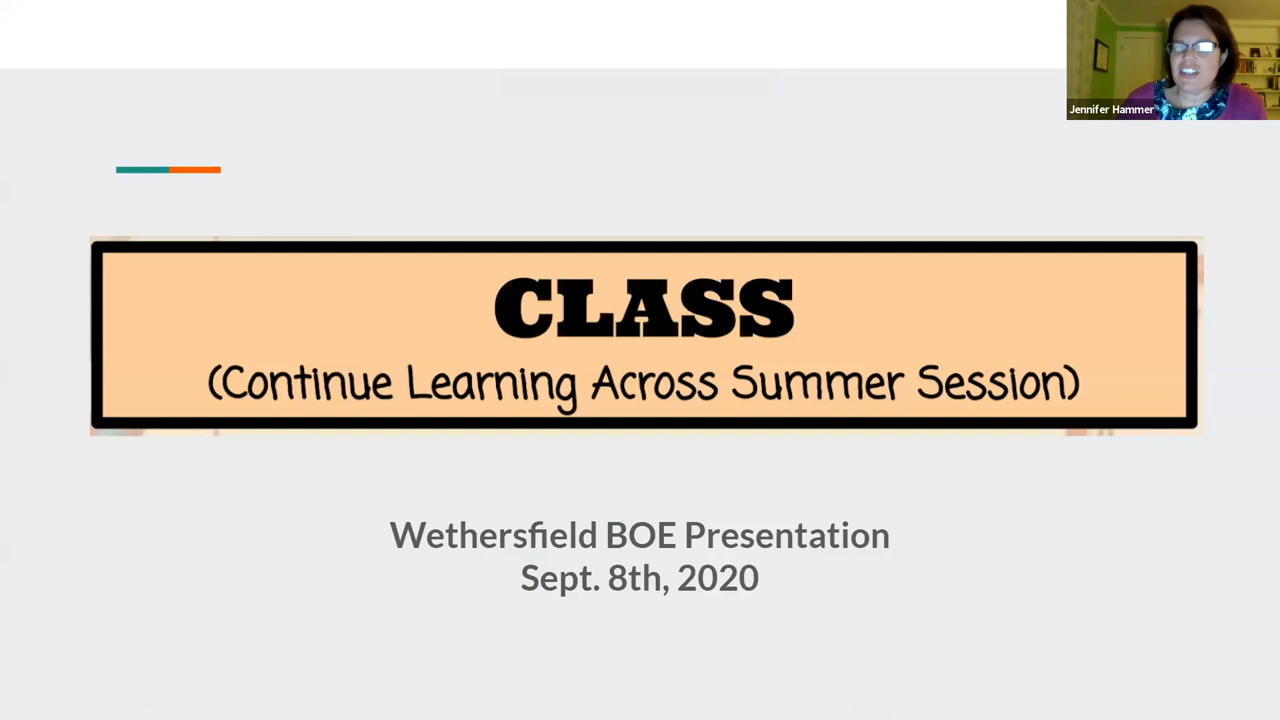 Jennifer Hammer
CLASS
(Continue Learning Across Summer Session)
Wethersfield BOE Presentation
Sept. 8th, 2020